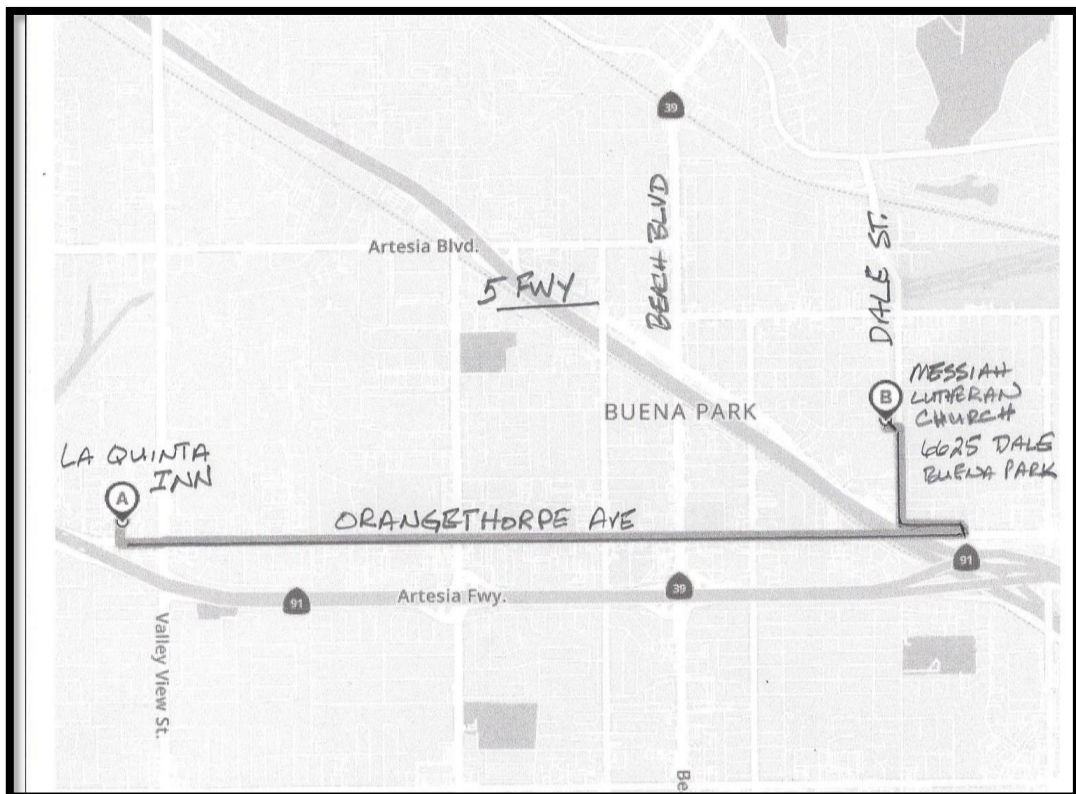 39
BEACH BLVD
DALE ST.
Artesia Blvd.
5 FWY
MESSIAH
LUTHERAN
CHURCH
6625 DALE
BUENA PARK
B
BUENA PARK
LA QUINTA
INN
A
ORANGETHORPE AVE
91
91
Artesia Fwy.
39
Valley View St.
Be